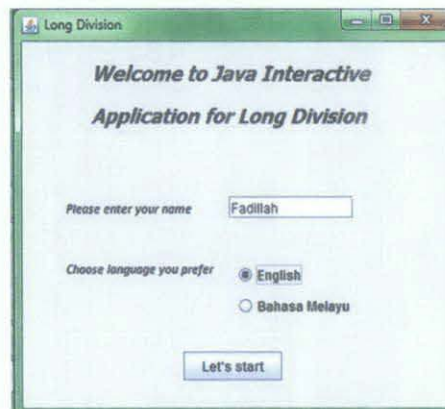 Long Division
Welcome to Java Interactive
Application for Long Division
Please enter your name
Fadillah
Choose language you prefer
English
Bahasa Melayu
Let's start